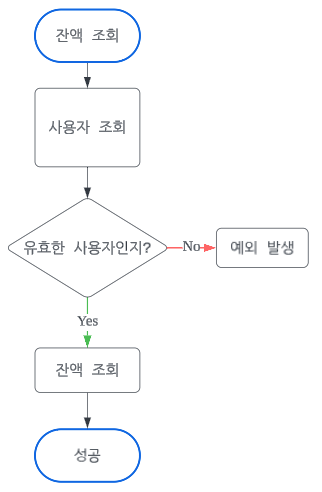 잔액 조회
사용자 조회
유효한 사용자인지?
No
예외 발생
Yes
잔액 조회
성공